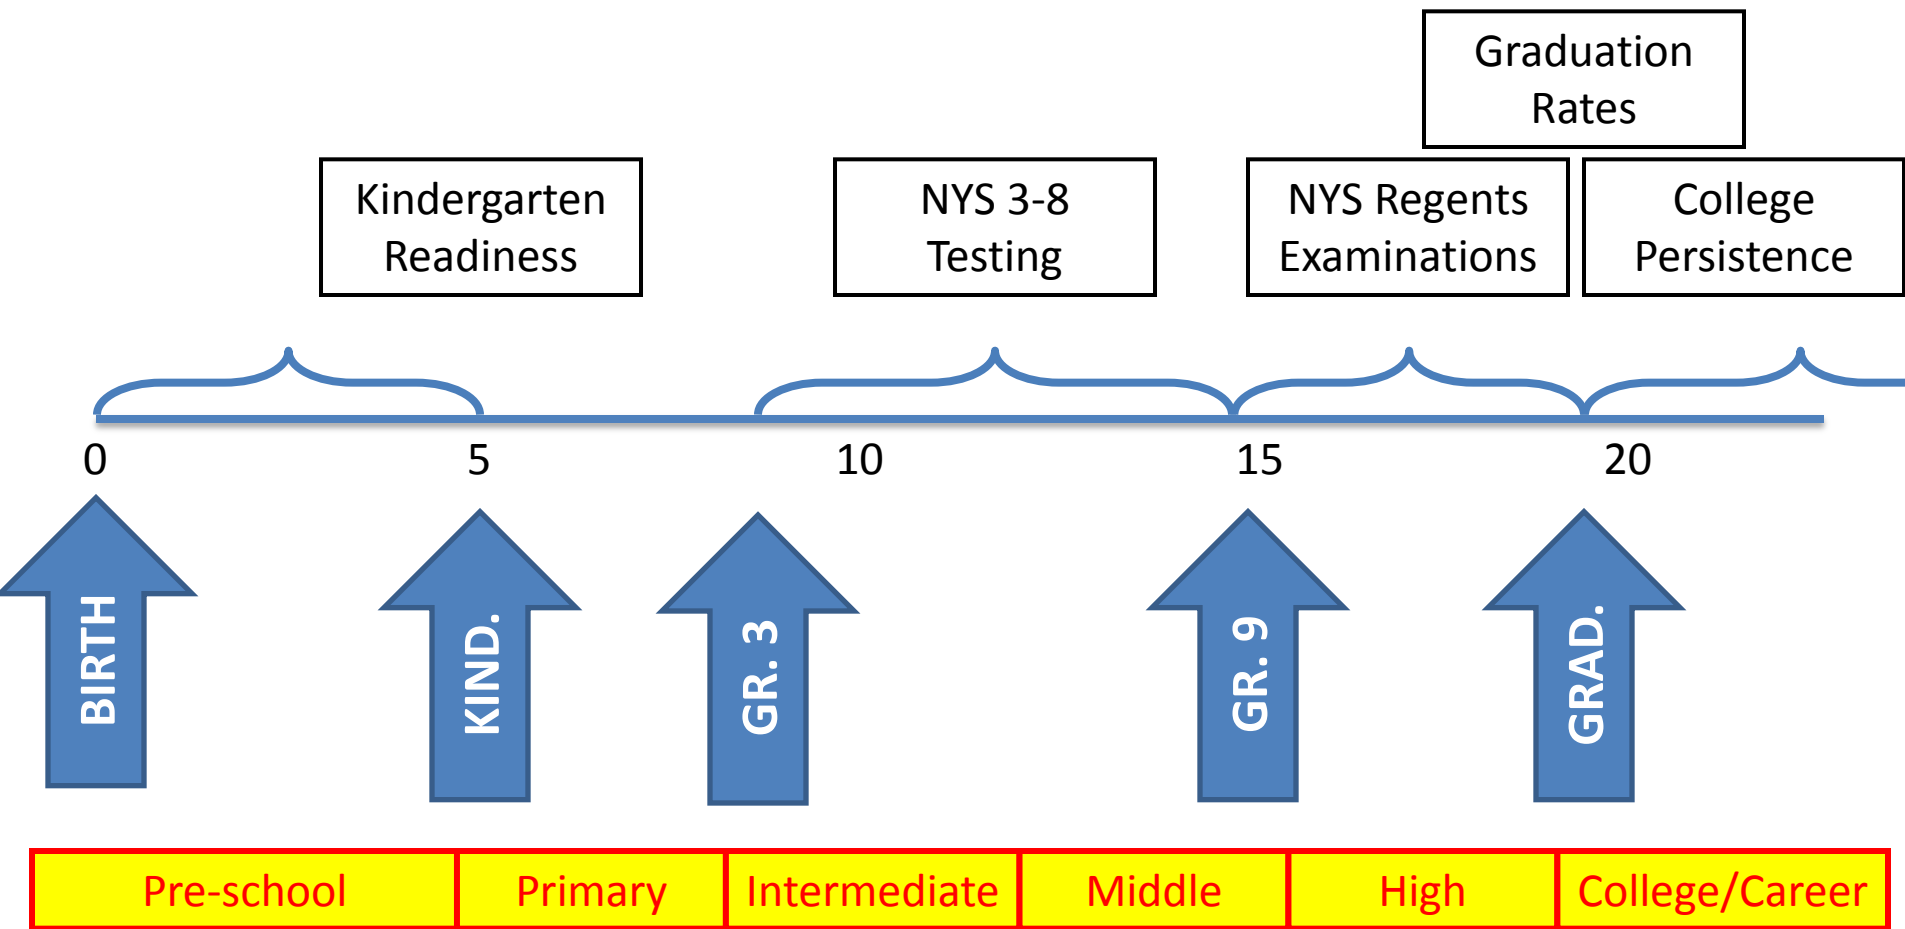 Graduation
Rates
Kindergarten
Readiness
NYS 3-8
Testing
NYS Regents
Examinations
College
Persistence
0
5
10
15
20
BIRTH
KIND.
GR. 3
GR. 9
GRAD.
Pre-school
Primary
Intermediate
Middle
High
College/Career